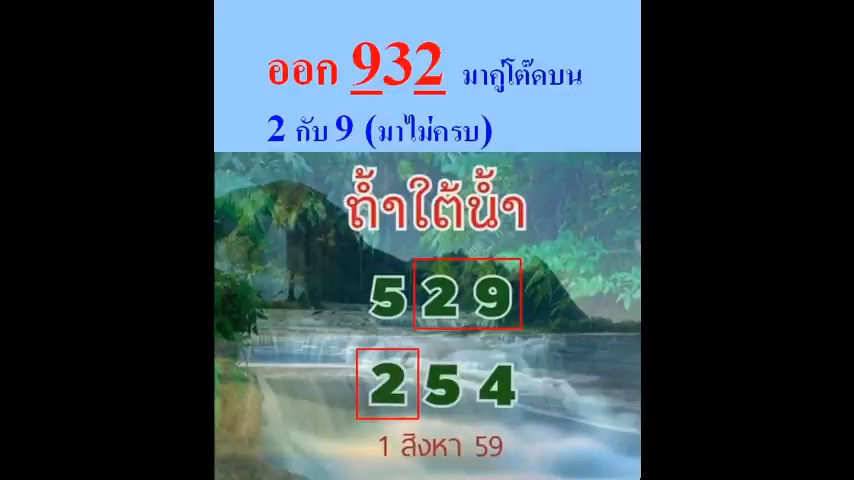 ออก 932 มาคู่โต๊ดบน
2 กับ 9 (มาไม่ครบ)
ถ้ำใต้น้ำ
529
254
1 สิงหา 59